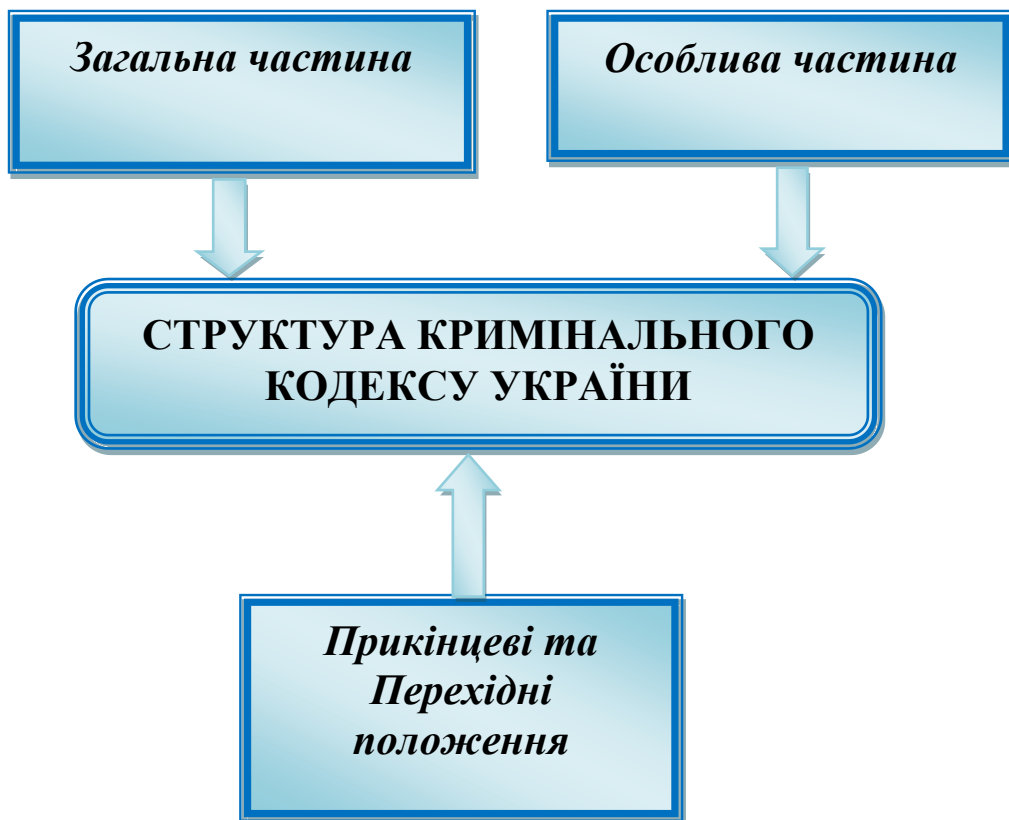 Загальна частина
Особлива частина
СТРУКТУРА КРИМІНАЛЬНОГО
КОДЕКСУ УКРАЇНИ
Прикінцеві та
Перехідні
положення